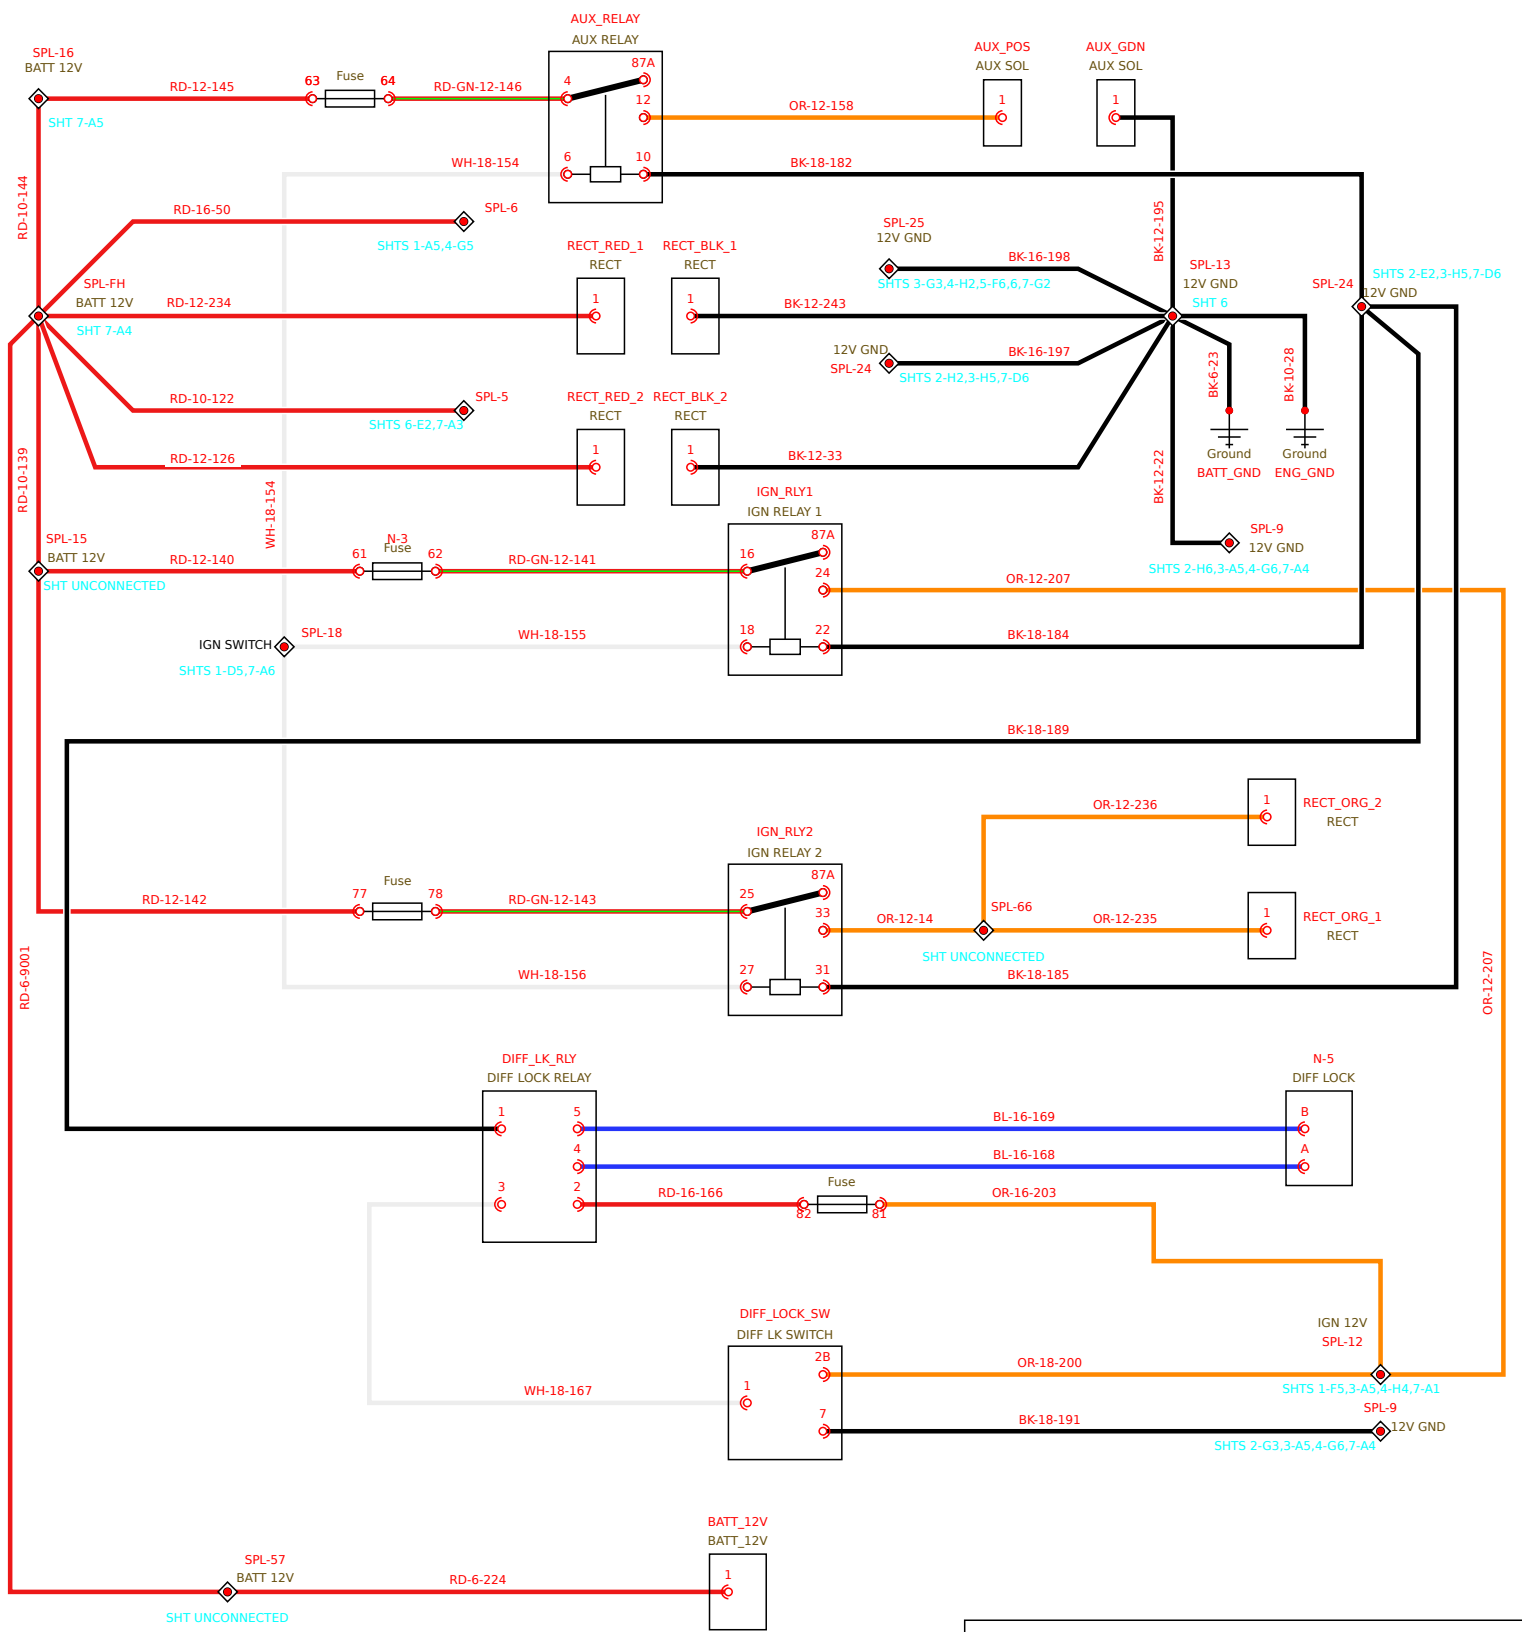 AUX_RELAY
AUX RELAY
SPL-16
BATT 12V
SHT 7-A5
RD-12-145
63
Fuse
64
RD-GN-12-146
4
87A
12
6
10
AUX_POS
AUX SOL
1
AUX_GDN
AUX SOL
1
OR-12-158
WH-18-154
BK-18-182
RD-10-144
RD-16-50
SPL-6
SHTS 1-A5,4-G5
BK-12-195
SPL-25
12V GND
SHTS 3-G3,4-H2,5-F6,6,7-G2
BK-16-198
SPL-13
12V GND
SHT 6
SPL-24
12V GND
SHTS 2-E2,3-H5,7-D6
SPL-FH
BATT 12V
SHT 7-A4
RD-12-234
RECT_RED_1
RECT
1
RECT_BLK_1
RECT
1
BK-12-243
12V GND
SPL-24
SHTS 2-H2,3-H5,7-D6
BK-16-197
BK-6-23
BK-10-28
Ground
BATT_GND
Ground
ENG_GND
RD-10-122
SPL-5
SHTS 6-E2,7-A3
RECT_RED_2
RECT
1
RECT_BLK_2
RECT
1
RD-12-126
BK-12-33
BK-12-22
RD-10-139
WH-18-154
SPL-9
12V GND
SHTS 2-H6,3-A5,4-G6,7-A4
IGN_RLY1
IGN RELAY 1
SPL-15
BATT 12V
SHT UNCONNECTED
RD-12-140
61
N-3
Fuse
62
RD-GN-12-141
16
87A
24
18
22
OR-12-207
IGN SWITCH
SPL-18
SHTS 1-D5,7-A6
WH-18-155
BK-18-184
BK-18-189
RECT_ORG_2
RECT
1
OR-12-236
IGN_RLY2
IGN RELAY 2
RD-12-142
77
Fuse
78
RD-GN-12-143
25
87A
33
27
31
OR-12-14
SPL-66
SHT UNCONNECTED
OR-12-235
1
RECT_ORG_1
RECT
WH-18-156
BK-18-185
RD-6-9001
OR-12-207
DIFF_LK_RLY
DIFF LOCK RELAY
1
5
4
3
2
BL-16-169
BL-16-168
N-5
DIFF LOCK
B
A
RD-16-166
82
Fuse
81
OR-16-203
DIFF_LOCK_SW
DIFF LK SWITCH
2B
1
7
WH-18-167
OR-18-200
IGN 12V
SPL-12
SHTS 1-F5,3-A5,4-H4,7-A1
BK-18-191
SPL-9
12V GND
SHTS 2-G3,3-A5,4-G6,7-A4
BATT_12V
BATT_12V
1
SPL-57
BATT 12V
SHT UNCONNECTED
RD-6-224